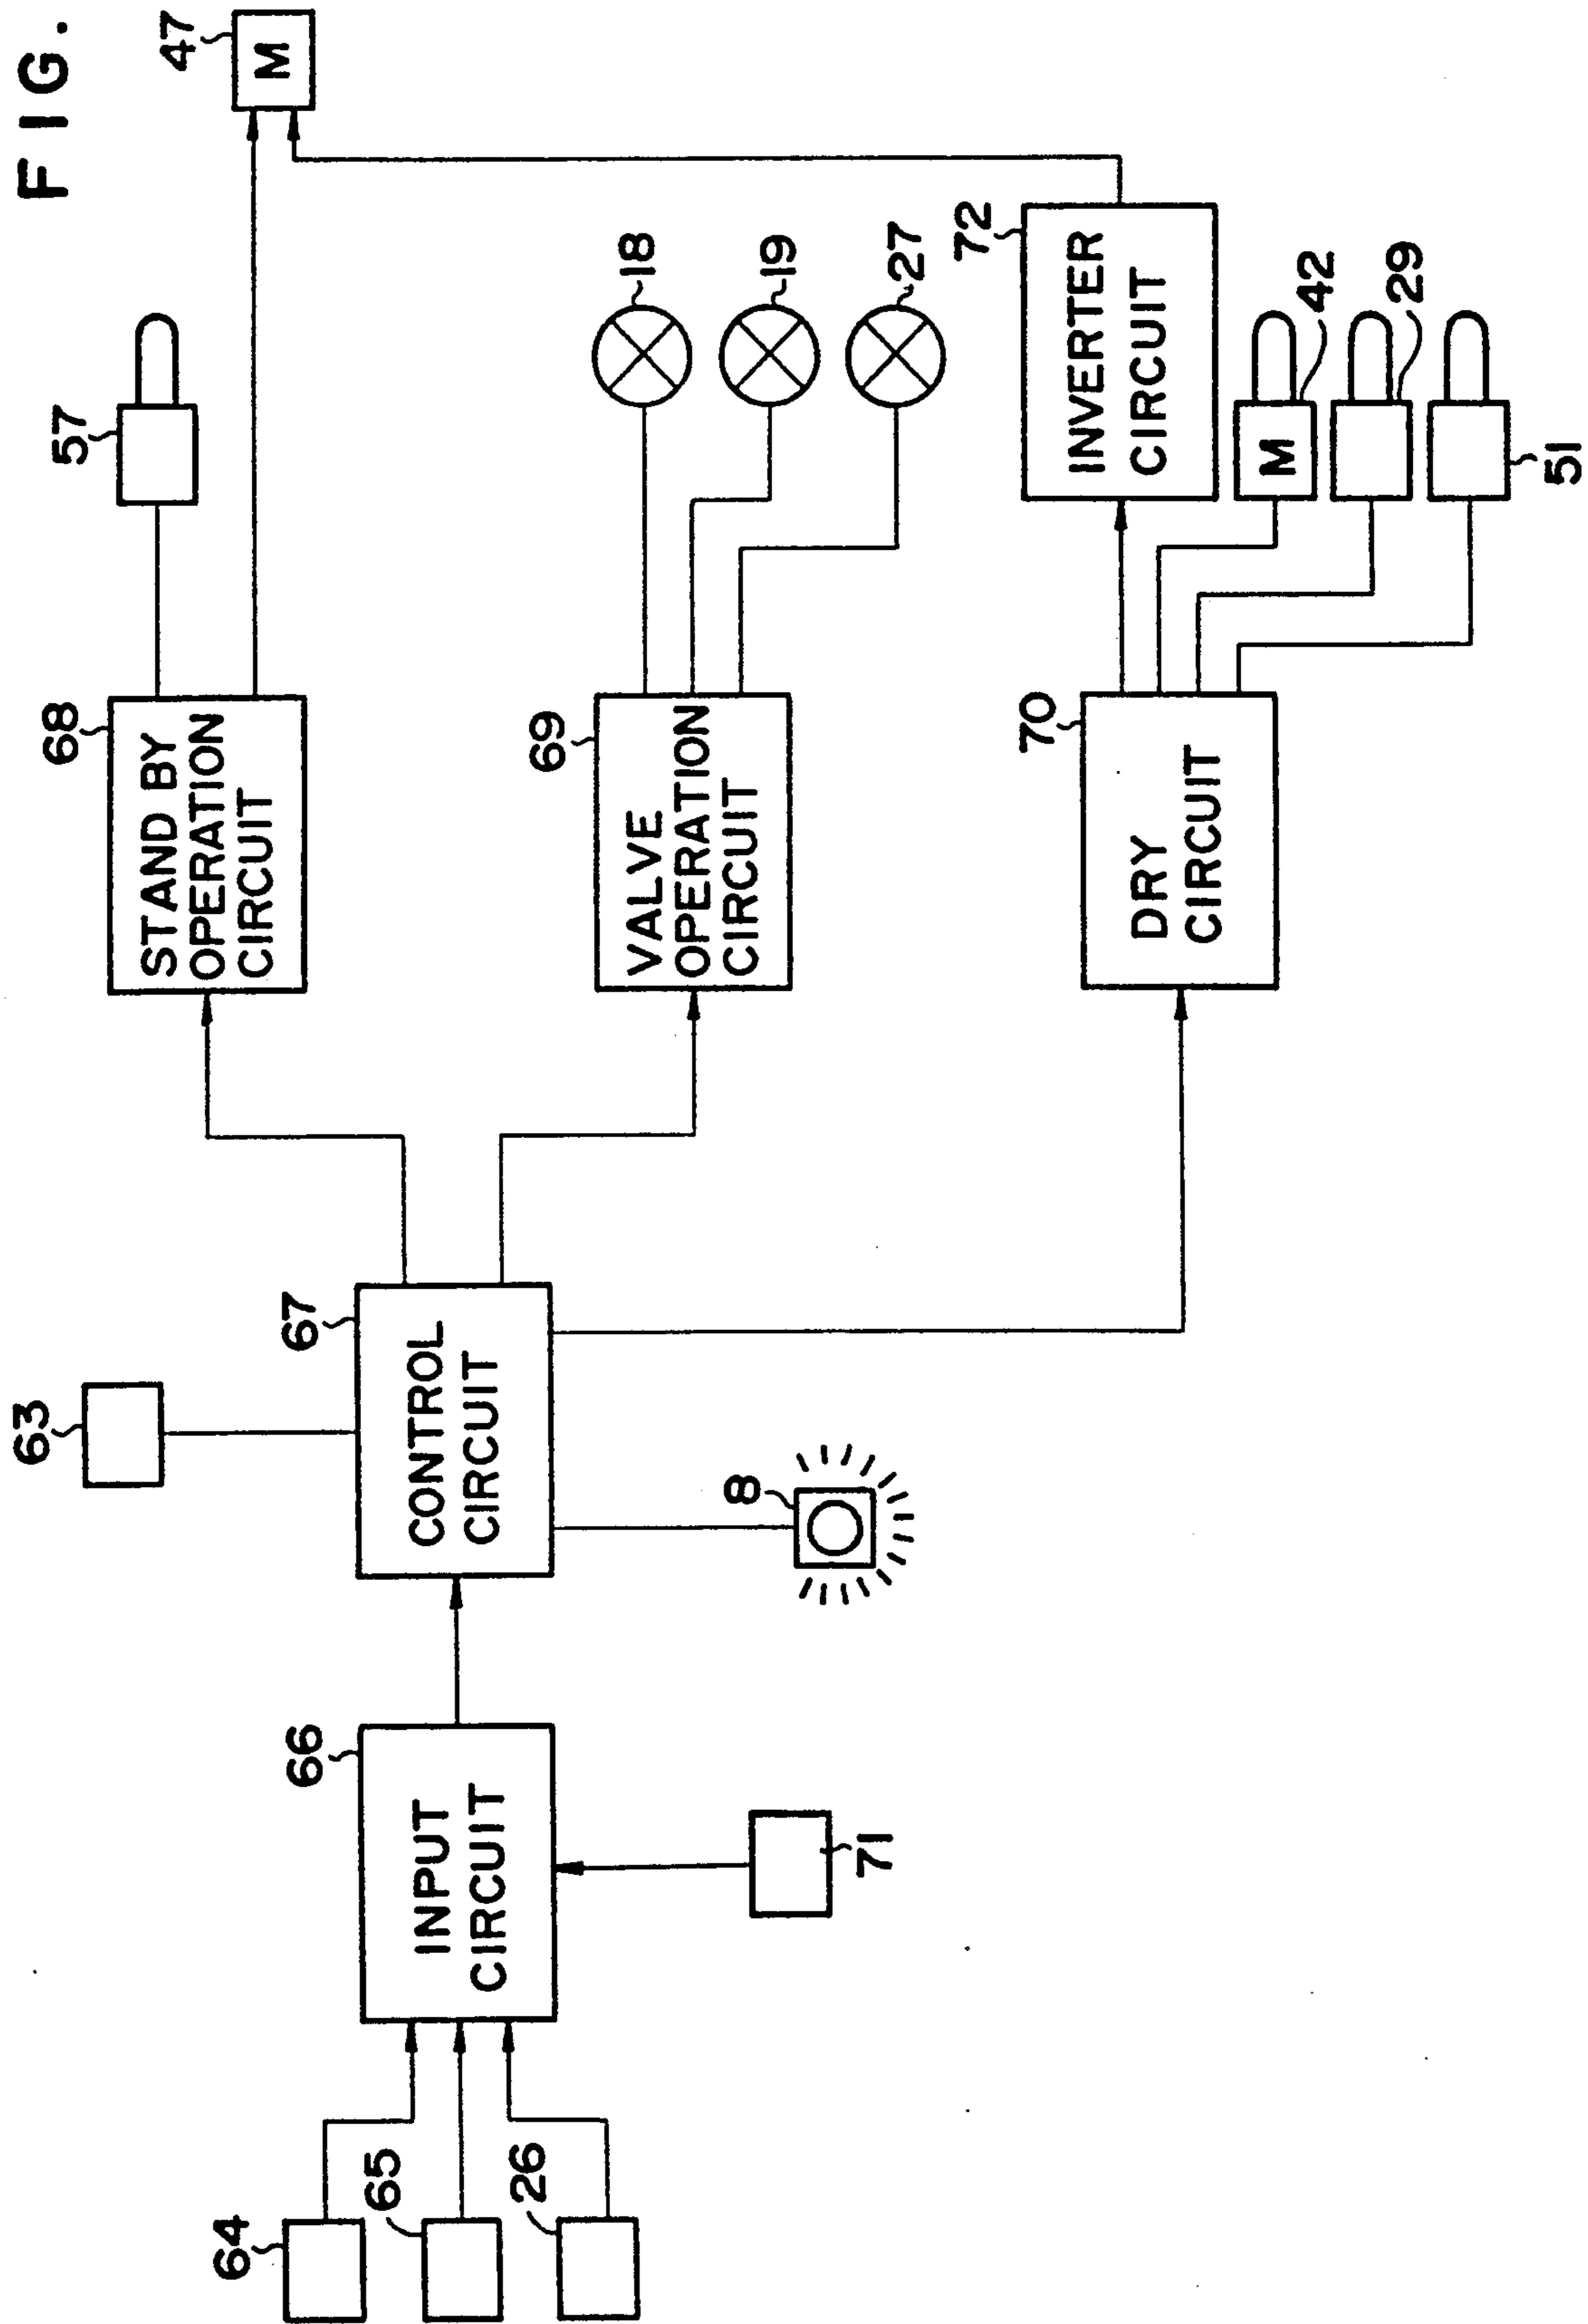 FIG.
47
M
57
68
STAND BY
OPERATION
CIRCUIT
63
67
CONTROL
CIRCUIT
66
INPUT
CIRCUIT
64
65
26
71
8
69
VALVE
OPERATION
CIRCUIT
18
19
27
70
DRY
CIRCUIT
72
INVERTER
CIRCUIT
M
42
29
51